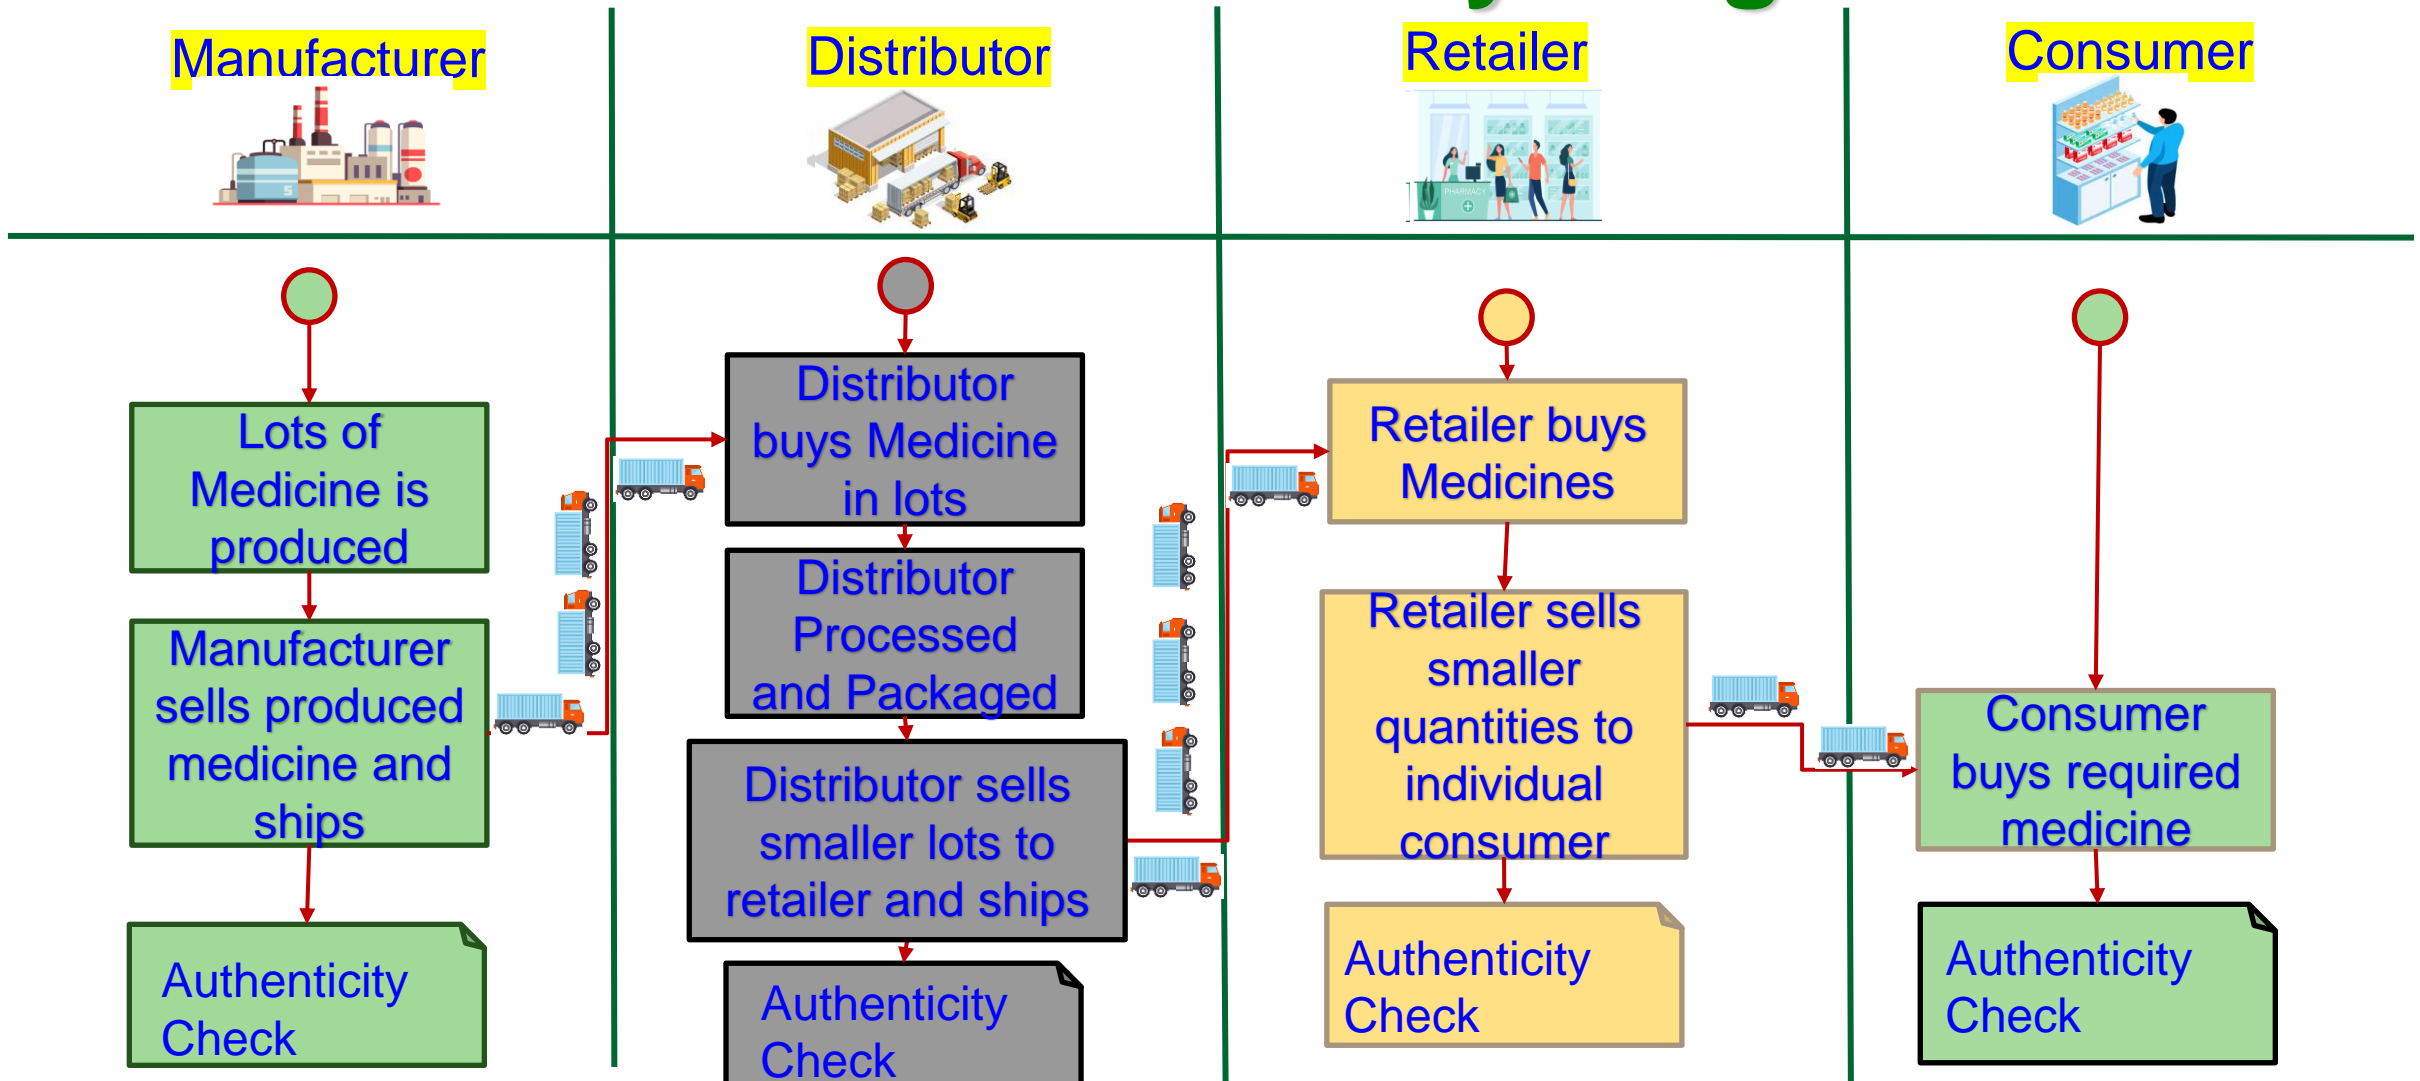 Manufacturer
Distributor
Retailer
Consumer
5
PHARMACY
Lots of
Medicine is
produced
Manufacturer
sells produced
medicine and
ships
Authenticity
Check
Distributor
buys Medicine
in lots
Distributor
Processed
and Packaged
Distributor sells
smaller lots to
retailer and ships
Authenticity
Check
Retailer buys
Medicines
Retailer sells
smaller
quantities to
individual
consumer
Authenticity
Check
Consumer
buys required
medicine
Authenticity
Check